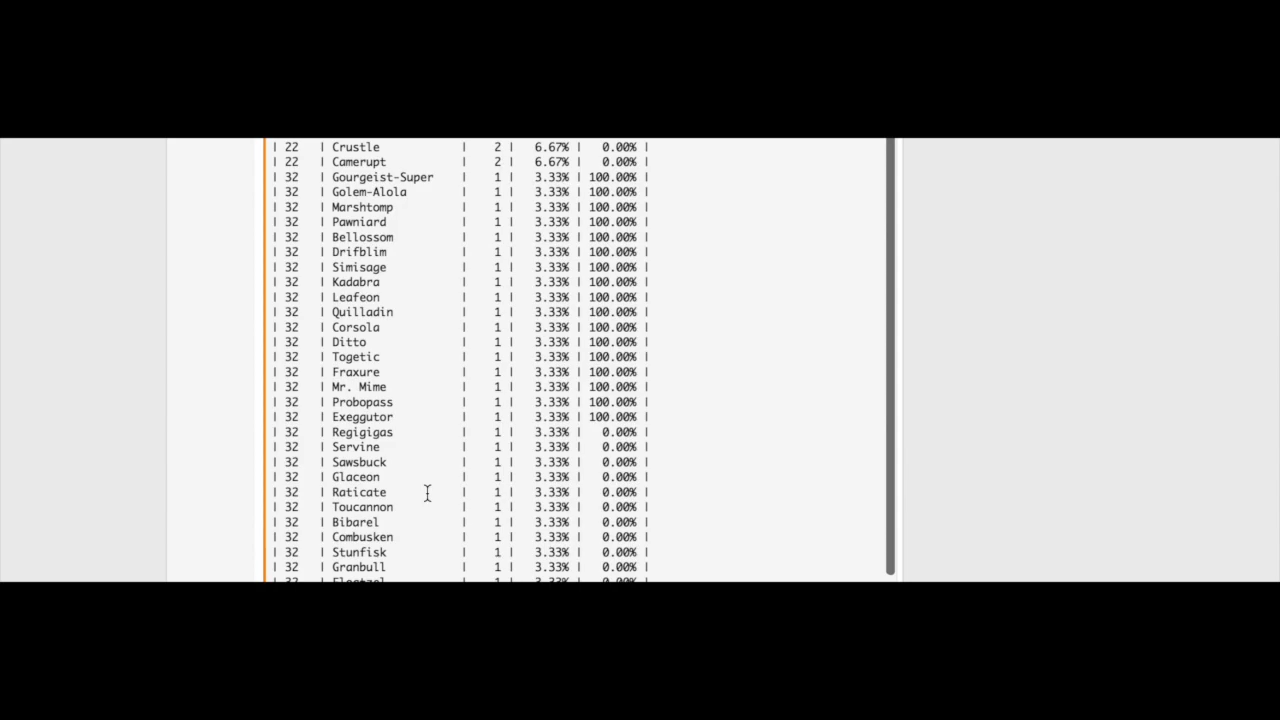 | 22 | Crustle | 2 | 6.67% | 0.00% |
| 22 | Camerupt | 2 | 6.67% | 0.00% |
| 32 | Gourgeist-Super | 1 | 3.33% | 100.00% |
| 32 | Golem-Alola | 1 | 3.33% | 100.00% |
| 32 | Marshtomp | 1 | 3.33% | 100.00% |
| 32 | Pawniard | 1 | 3.33% | 100.00% |
| 32 | Bellossom | 1 | 3.33% | 100.00% |
| 32 | Drifblim | 1 | 3.33% | 100.00% |
| 32 | Simisage | 1 | 3.33% | 100.00% |
| 32 | Kadabra | 1 | 3.33% | 100.00% |
| 32 | Leafeon | 1 | 3.33% | 100.00% |
| 32 | Quilladin | 1 | 3.33% | 100.00% |
| 32 | Corsola | 1 | 3.33% | 100.00% |
| 32 | Ditto | 1 | 3.33% | 100.00% |
| 32 | Togetic | 1 | 3.33% | 100.00% |
| 32 | Fraxure | 1 | 3.33% | 100.00% |
| 32 | Mr. Mime | 1 | 3.33% | 100.00% |
| 32 | Probopass | 1 | 3.33% | 100.00% |
| 32 | Exeggutor | 1 | 3.33% | 100.00% |
| 32 | Regigigas | 1 | 3.33% | 0.00% |
| 32 | Servine | 1 | 3.33% | 0.00% |
| 32 | Sawsbuck | 1 | 3.33% | 0.00% |
| 32 | Glaceon | 1 | 3.33% | 0.00% |
| 32 | Raticate | 1 | 3.33% | 0.00% |
| 32 | Toucannon | 1 | 3.33% | 0.00% |
| 32 | Bibarel | 1 | 3.33% | 0.00% |
| 32 | Combusken | 1 | 3.33% | 0.00% |
| 32 | Stunfisk | 1 | 3.33% | 0.00% |
| 32 | Granbull | 1 | 3.33% | 0.00% |